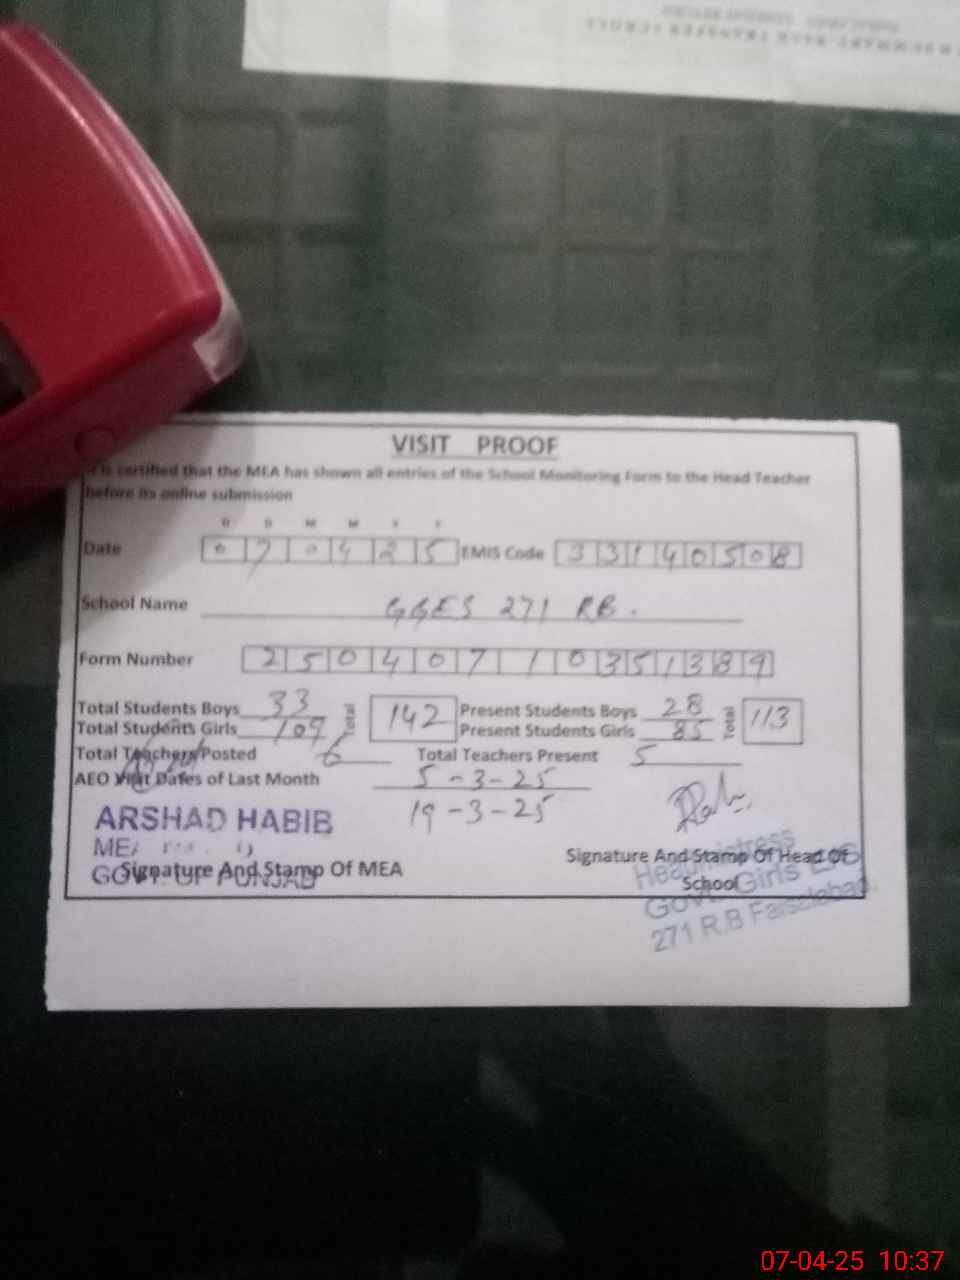 VISIT PROOF
It is certified that the MEA has shown all entries of the School Monitoring Form to the Head Teacher
before its online submission
D D M M Y Y
Date 0 7 0 4 2 5 EMIS Code 3 3 1 4 0 5 0 8
School Name GGES 271 RB.
Form Number 2 5 0 4 0 7 1 0 3 5 1 3 8 9
Total Students Boys 33 Total 142 Present Students Boys 28 Total 113
Total Students Girls 109 Present Students Girls 85
Total Teachers Posted 6 Total Teachers Present 5
AEO Visit Dates of Last Month 5-3-25
19-3-25
ARSHAD HABIB
MEA
GOVT. OF PUNJAB
Signature And Stamp Of MEA
Signature And Stamp Of Head Of
School
Headmistress
Govt. Girls E/S
271 R.B Faisalabad.
07-04-25 10:37